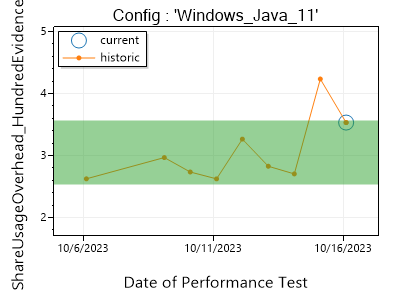 Config : 'Windows_Java_11'
ShareUsageOverhead_HundredEvidence
current
historic
5
4
3
2
10/6/2023
10/11/2023
10/16/2023
Date of Performance Test